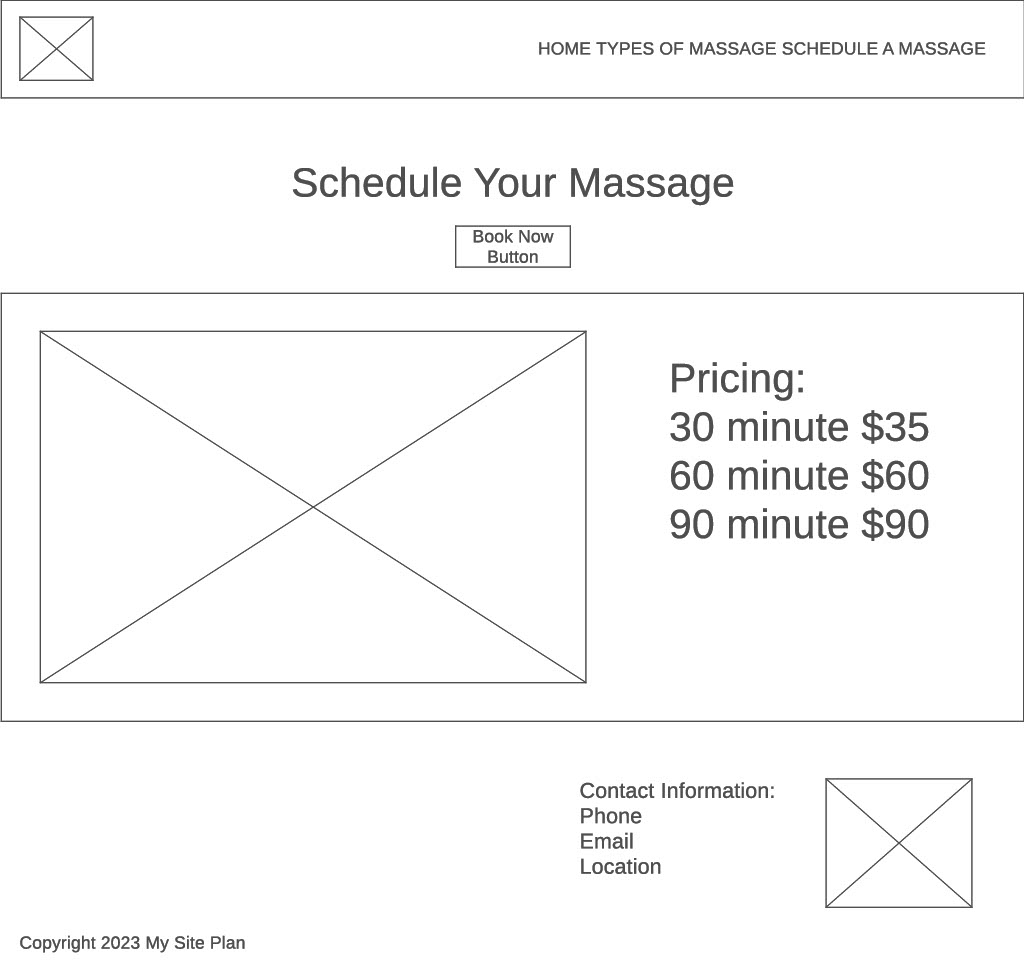 HOME TYPES OF MASSAGE SCHEDULE A MASSAGE
Schedule Your Massage
Book Now
Button
Pricing:
30 minute $35
60 minute $60
90 minute $90
Contact Information:
Phone
Email
Location
Copyright 2023 My Site Plan